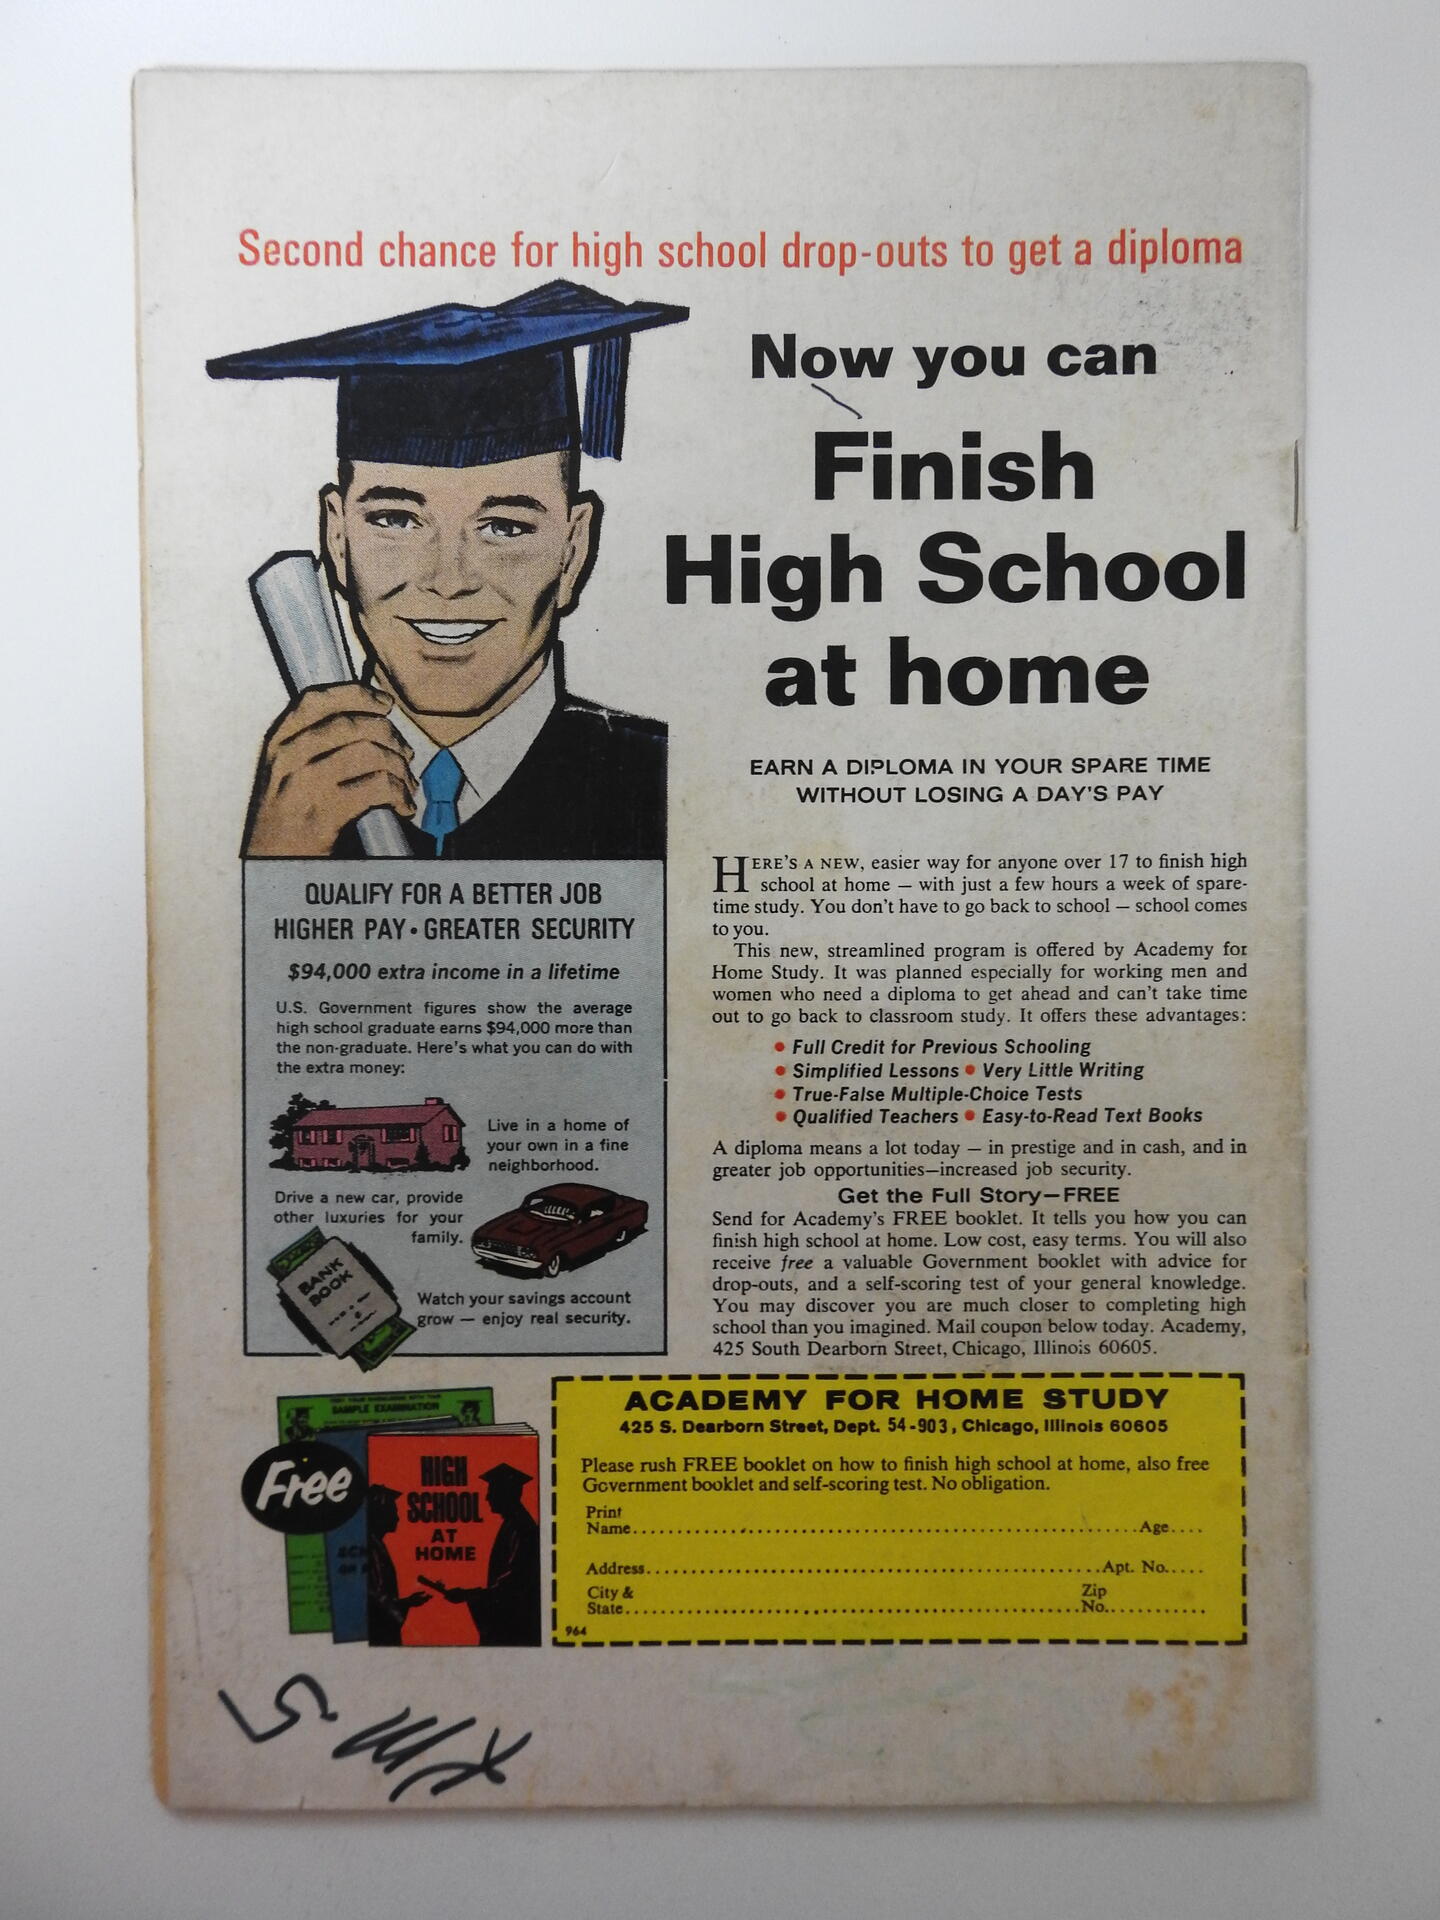 Second chance for high school drop-outs to get a diploma
Now you can
Finish
High School
at home
EARN A DIPLOMA IN YOUR SPARE TIME
WITHOUT LOSING A DAY'S PAY
HERE'S A NEW, easier way for anyone over 17 to finish high
school at home — with just a few hours a week of spare-
time study. You don't have to go back to school — school comes
to you.
This new, streamlined program is offered by Academy for
Home Study. It was planned especially for working men and
women who need a diploma to get ahead and can't take time
out to go back to classroom study. It offers these advantages:
• Full Credit for Previous Schooling
• Simplified Lessons • Very Little Writing
• True-False Multiple-Choice Tests
• Qualified Teachers • Easy-to-Read Text Books
A diploma means a lot today — in prestige and in cash, and in
greater job opportunities—increased job security.
Get the Full Story—FREE
Send for Academy's FREE booklet. It tells you how you can
finish high school at home. Low cost, easy terms. You will also
receive free a valuable Government booklet with advice for
drop-outs, and a self-scoring test of your general knowledge.
You may discover you are much closer to completing high
school than you imagined. Mail coupon below today. Academy,
425 South Dearborn Street, Chicago, Illinois 60605.
QUALIFY FOR A BETTER JOB
HIGHER PAY • GREATER SECURITY
$94,000 extra income in a lifetime
U.S. Government figures show the average
high school graduate earns $94,000 more than
the non-graduate. Here's what you can do with
the extra money:
Live in a home of
your own in a fine
neighborhood.
Drive a new car, provide
other luxuries for your
family.
BANK
BOOK
Watch your savings account
grow — enjoy real security.
SAMPLE EXAMINATION
Free
HIGH
SCHOOL
AT
HOME
ACADEMY FOR HOME STUDY
425 S. Dearborn Street, Dept. 54-903, Chicago, Illinois 60605
Please rush FREE booklet on how to finish high school at home, also free
Government booklet and self-scoring test. No obligation.
Print
Name.......... Age....
Address.......... Apt. No.....
City & Zip
State.......... No...........
964